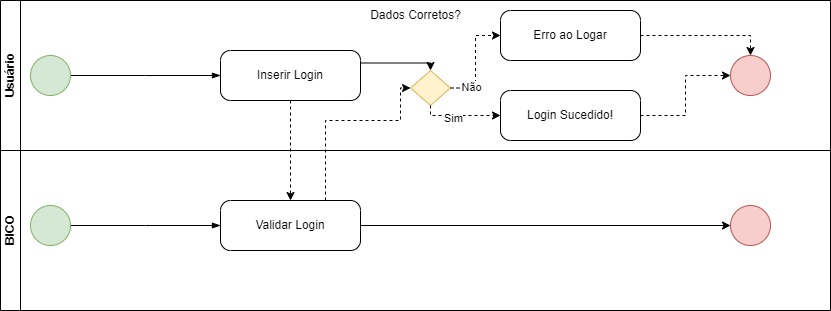 Usuário
Dados Corretos?
Inserir Login
Não
Sim
Erro ao Logar
Login Sucedido!
BICO
Validar Login